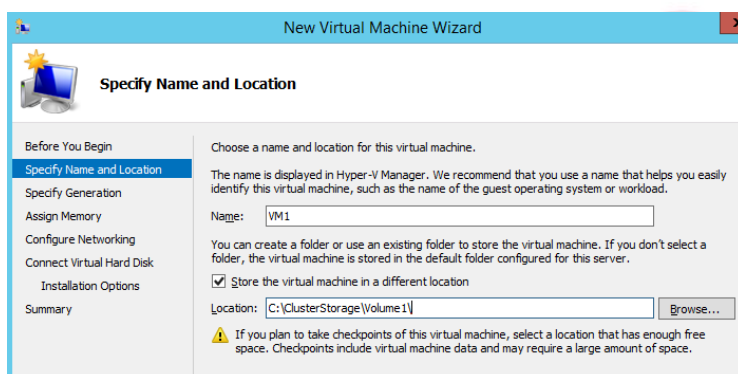 New Virtual Machine Wizard
Specify Name and Location
Before You Begin
Specify Name and Location
Specify Generation
Assign Memory
Configure Networking
Connect Virtual Hard Disk
Installation Options
Summary
Choose a name and location for this virtual machine.
The name is displayed in Hyper-V Manager. We recommend that you use a name that helps you easily
identify this virtual machine, such as the name of the guest operating system or workload.
Name: VM1
You can create a folder or use an existing folder to store the virtual machine. If you don't select a
folder, the virtual machine is stored in the default folder configured for this server.
Store the virtual machine in a different location
Location: C:\ClusterStorage\Volume1\ Browse...
If you plan to take checkpoints of this virtual machine, select a location that has enough free
space. Checkpoints include virtual machine data and may require a large amount of space.